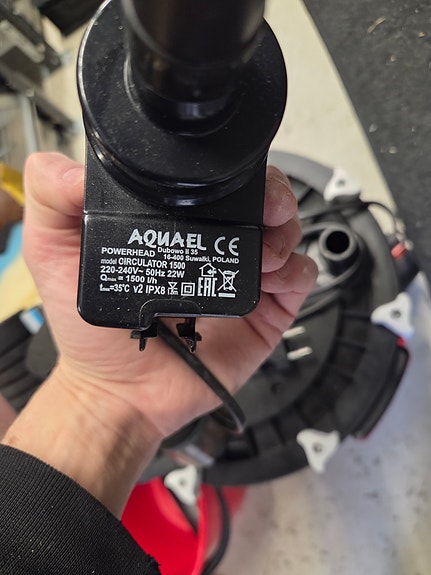 AQUAEL CE
POWERHEAD Dubowo II 35
16-400 Suwałki, POLAND
model CIRCULATOR 1500
220-240V~ 50Hz 22W
Qmax = 1500 l/h
tmax=35°C v2 IPX8 EAC